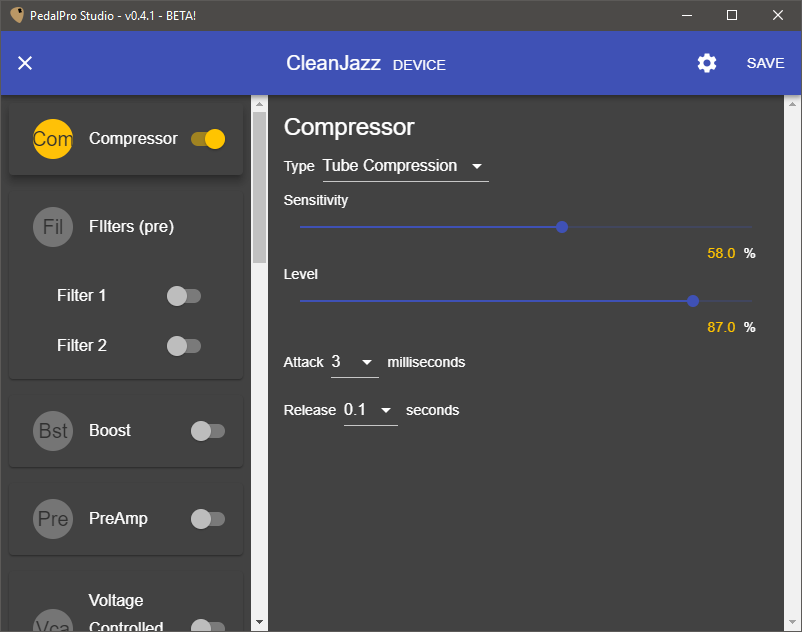 PedalPro Studio - v0.4.1 - BETA!
CleanJazz DEVICE
SAVE
Com
Compressor
Fil
FIlters (pre)
Filter 1
Filter 2
Bst
Boost
Pre
PreAmp
Vca
Voltage
Controlled
Compressor
Type Tube Compression
Sensitivity
58.0 %
Level
87.0 %
Attack 3 milliseconds
Release 0.1 seconds